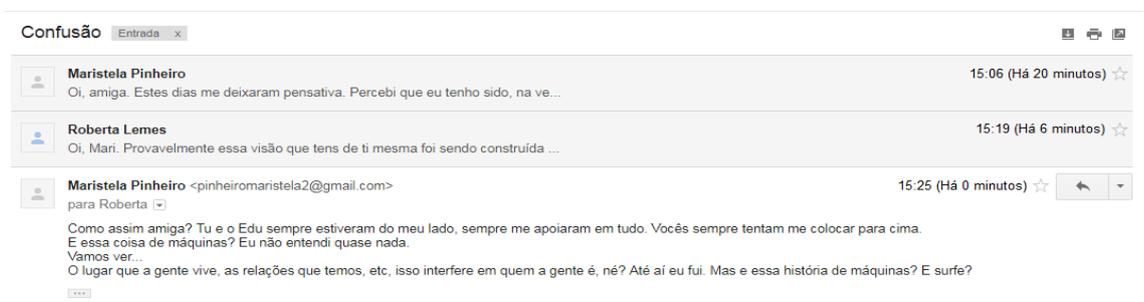 Confusão Entrada x
Maristela Pinheiro 15:06 (Há 20 minutos)
Oi, amiga. Estes dias me deixaram pensativa. Percebi que eu tenho sido, na ve...
Roberta Lemes 15:19 (Há 6 minutos)
Oi, Mari. Provavelmente essa visão que tens de ti mesma foi sendo construída ...
Maristela Pinheiro <pinheiromaristela2@gmail.com> 15:25 (Há 0 minutos)
para Roberta
Como assim amiga? Tu e o Edu sempre estiveram do meu lado, sempre me apoiaram em tudo. Vocês sempre tentam me colocar para cima.
E essa coisa de máquinas? Eu não entendi quase nada.
Vamos ver...
O lugar que a gente vive, as relações que temos, etc, isso interfere em quem a gente é, né? Até aí eu fui. Mas e essa história de máquinas? E surfe?